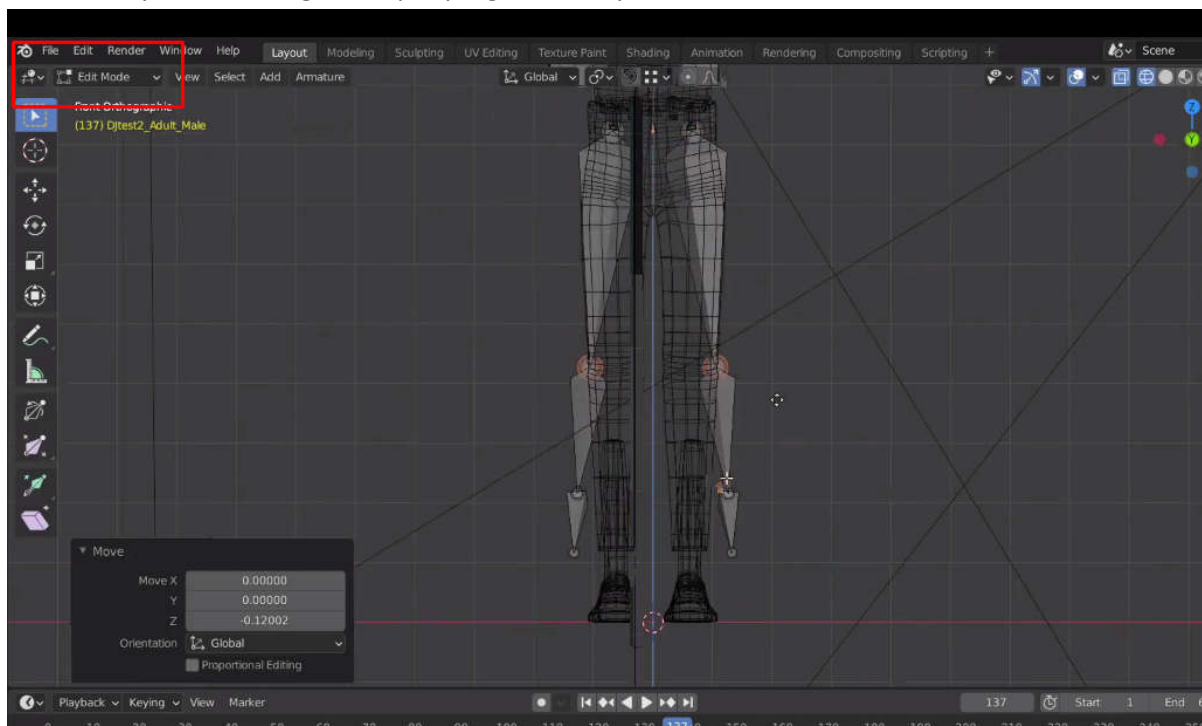 File Edit Render Window Help Layout Modeling Sculpting UV Editing Texture Paint Shading Animation Rendering Compositing Scripting + Scene
Edit Mode View Select Add Armature Global
Front Orthographic
(137) DJtest2_Adult_Male
Z
Y
Move
Move X 0.00000
Y 0.00000
Z -0.12002
Orientation Global
Proportional Editing
Playback Keying View Marker 137 Start 1 End